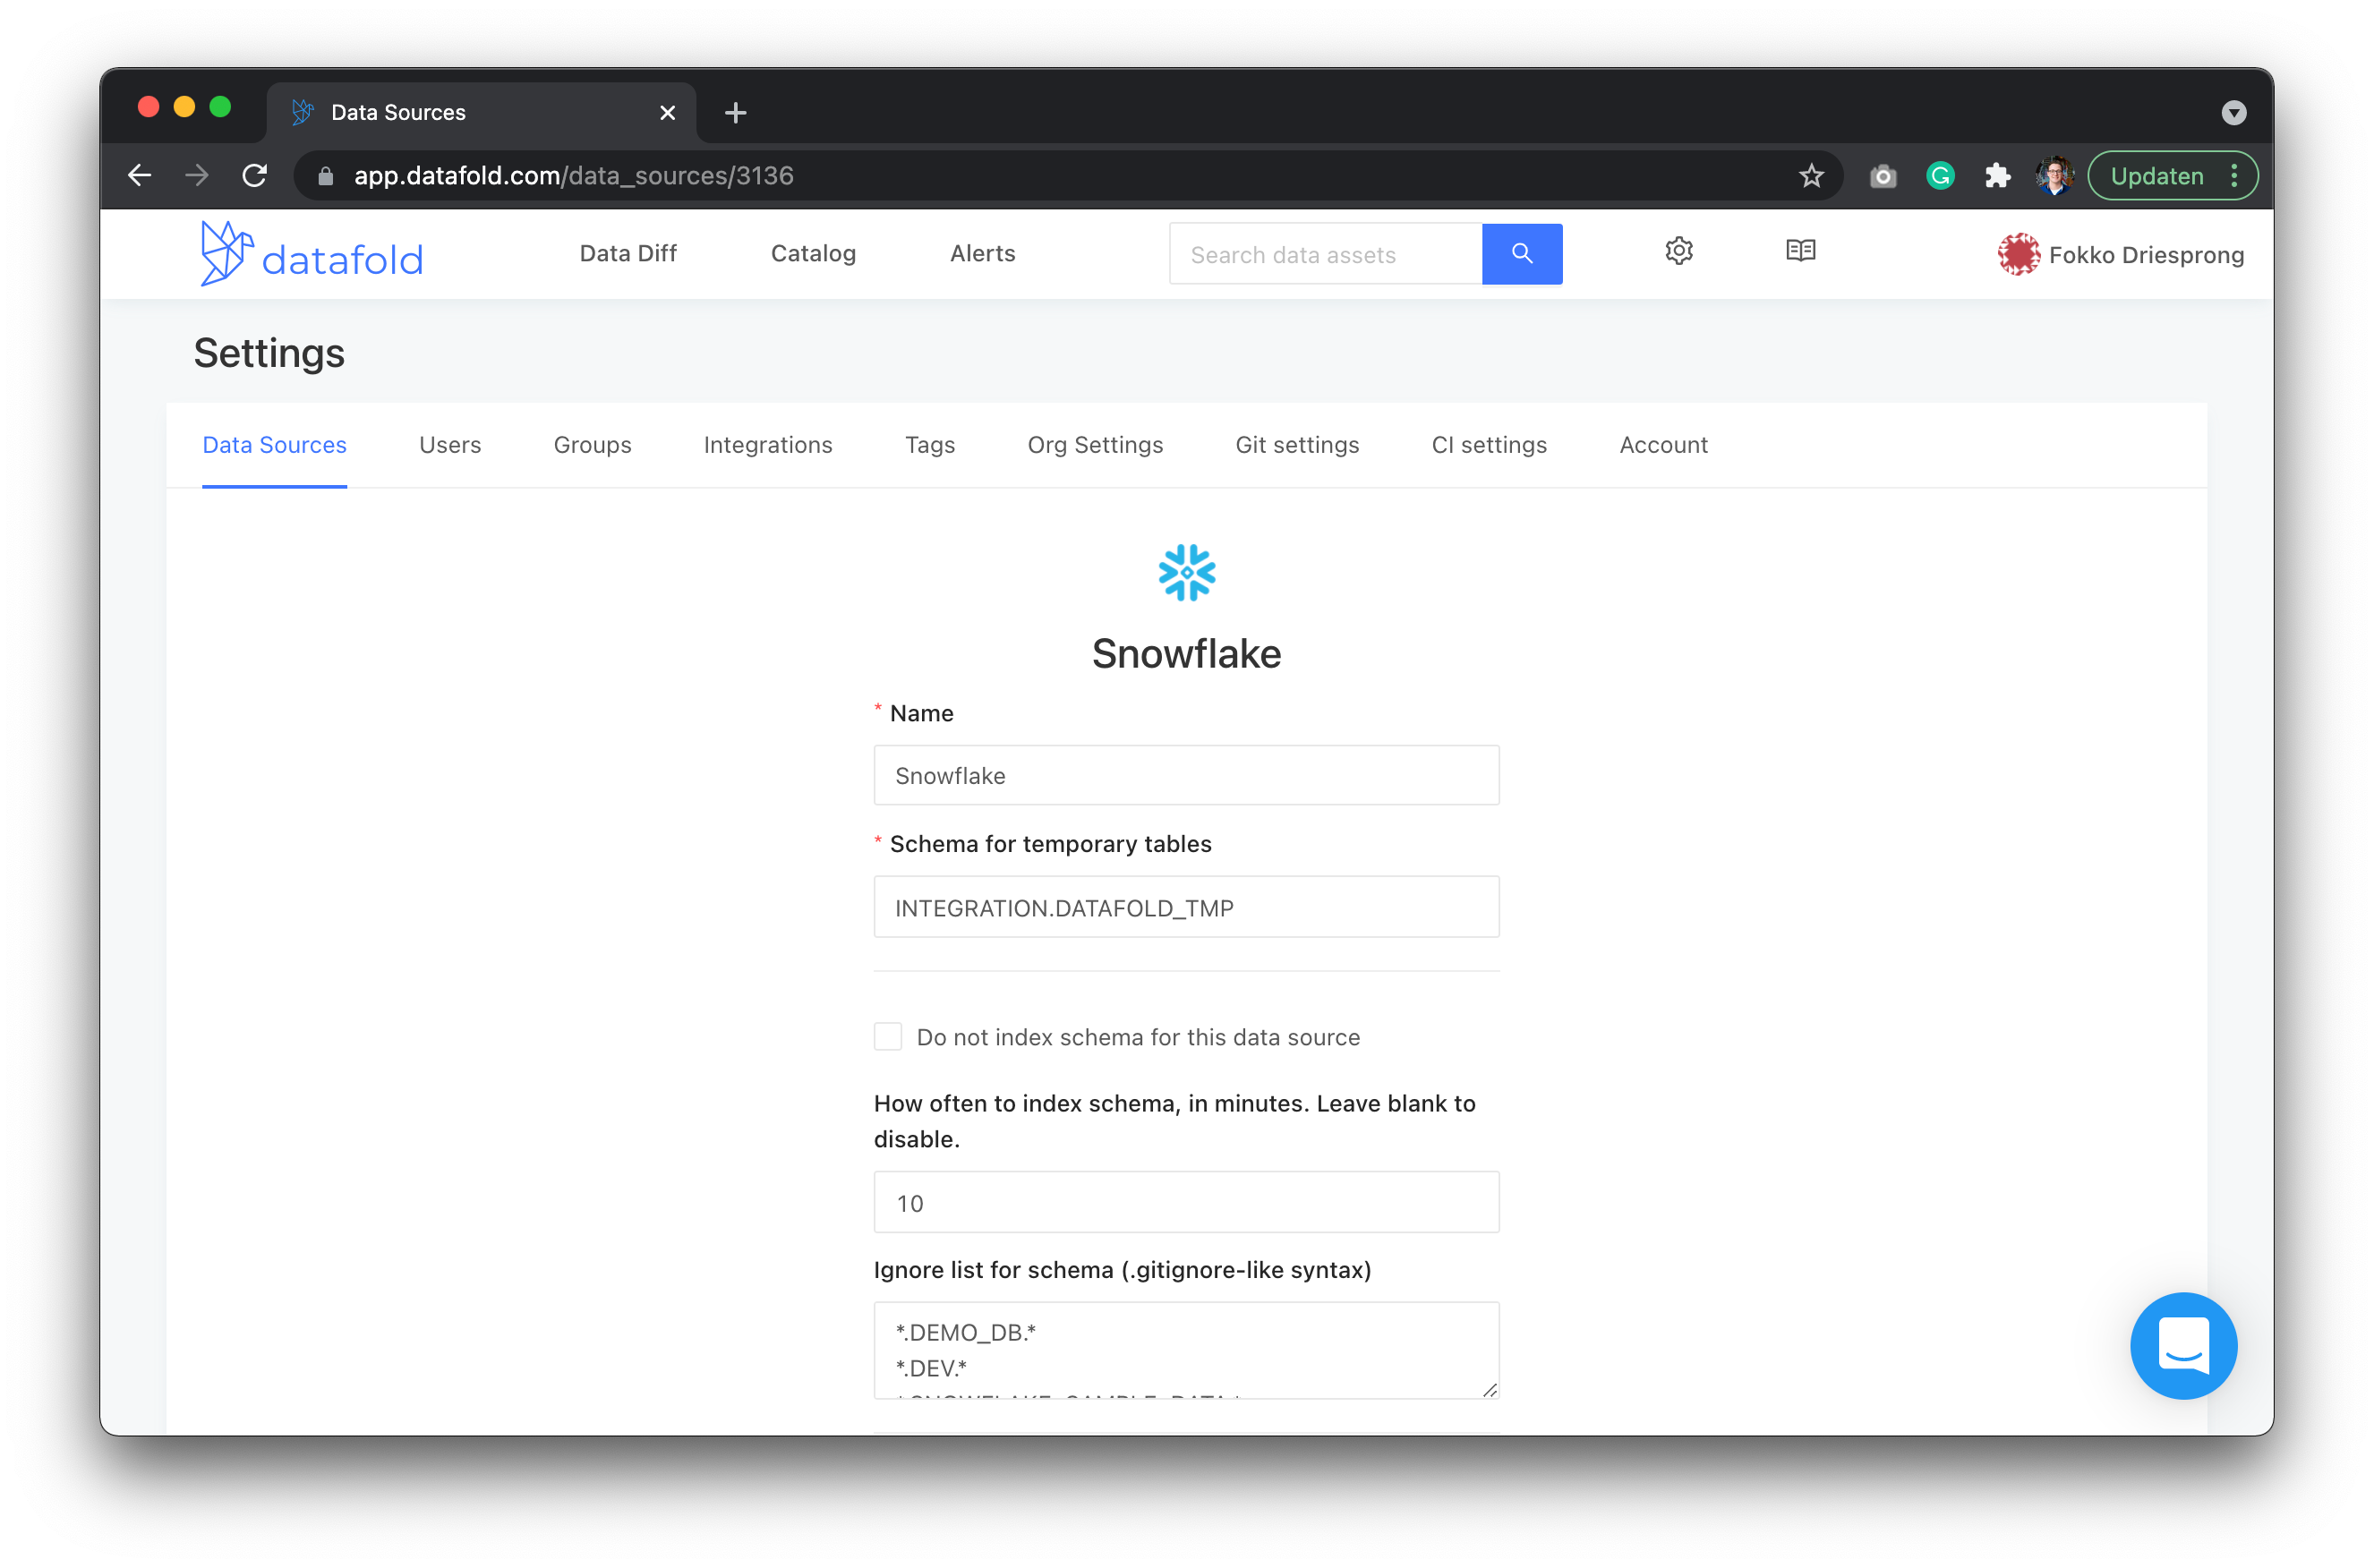 Data Sources
app.datafold.com/data_sources/3136
Updaten
datafold
Data Diff
Catalog
Alerts
Search data assets
Fokko Driesprong
Settings
Data Sources
Users
Groups
Integrations
Tags
Org Settings
Git settings
CI settings
Account
Snowflake
* Name
Snowflake
* Schema for temporary tables
INTEGRATION.DATAFOLD_TMP
Do not index schema for this data source
How often to index schema, in minutes. Leave blank to
disable.
10
Ignore list for schema (.gitignore-like syntax)
*.DEMO_DB.*
*.DEV.*
*.SNOWFLAKE_SAMPLE_DATA.*